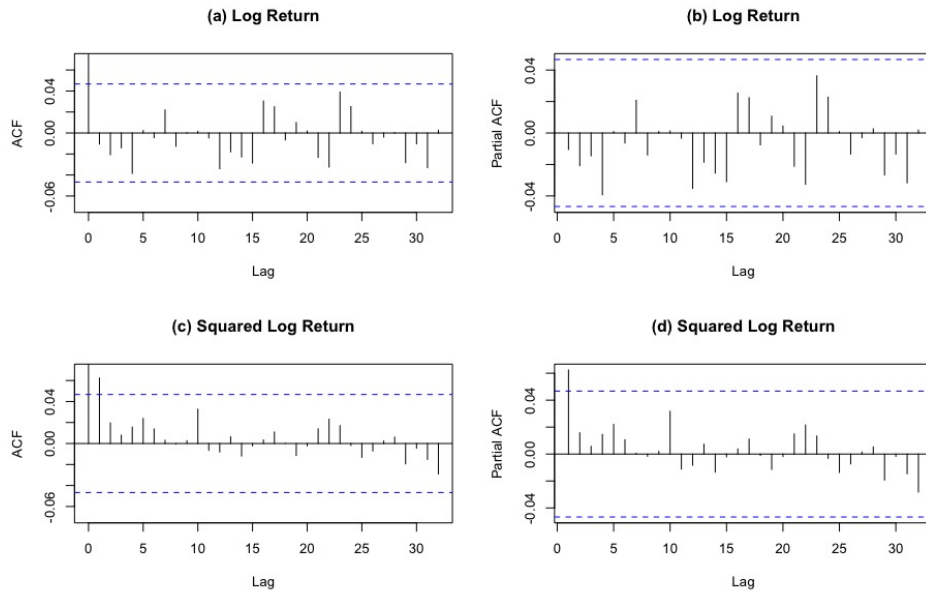 (a) Log Return
ACF
0.04
0.00
-0.06
0 5 10 15 20 25 30
Lag
(b) Log Return
Partial ACF
0.04
0.00
-0.04
0 5 10 15 20 25 30
Lag
(c) Squared Log Return
ACF
0.04
0.00
-0.06
0 5 10 15 20 25 30
Lag
(d) Squared Log Return
Partial ACF
0.04
0.00
-0.04
0 5 10 15 20 25 30
Lag